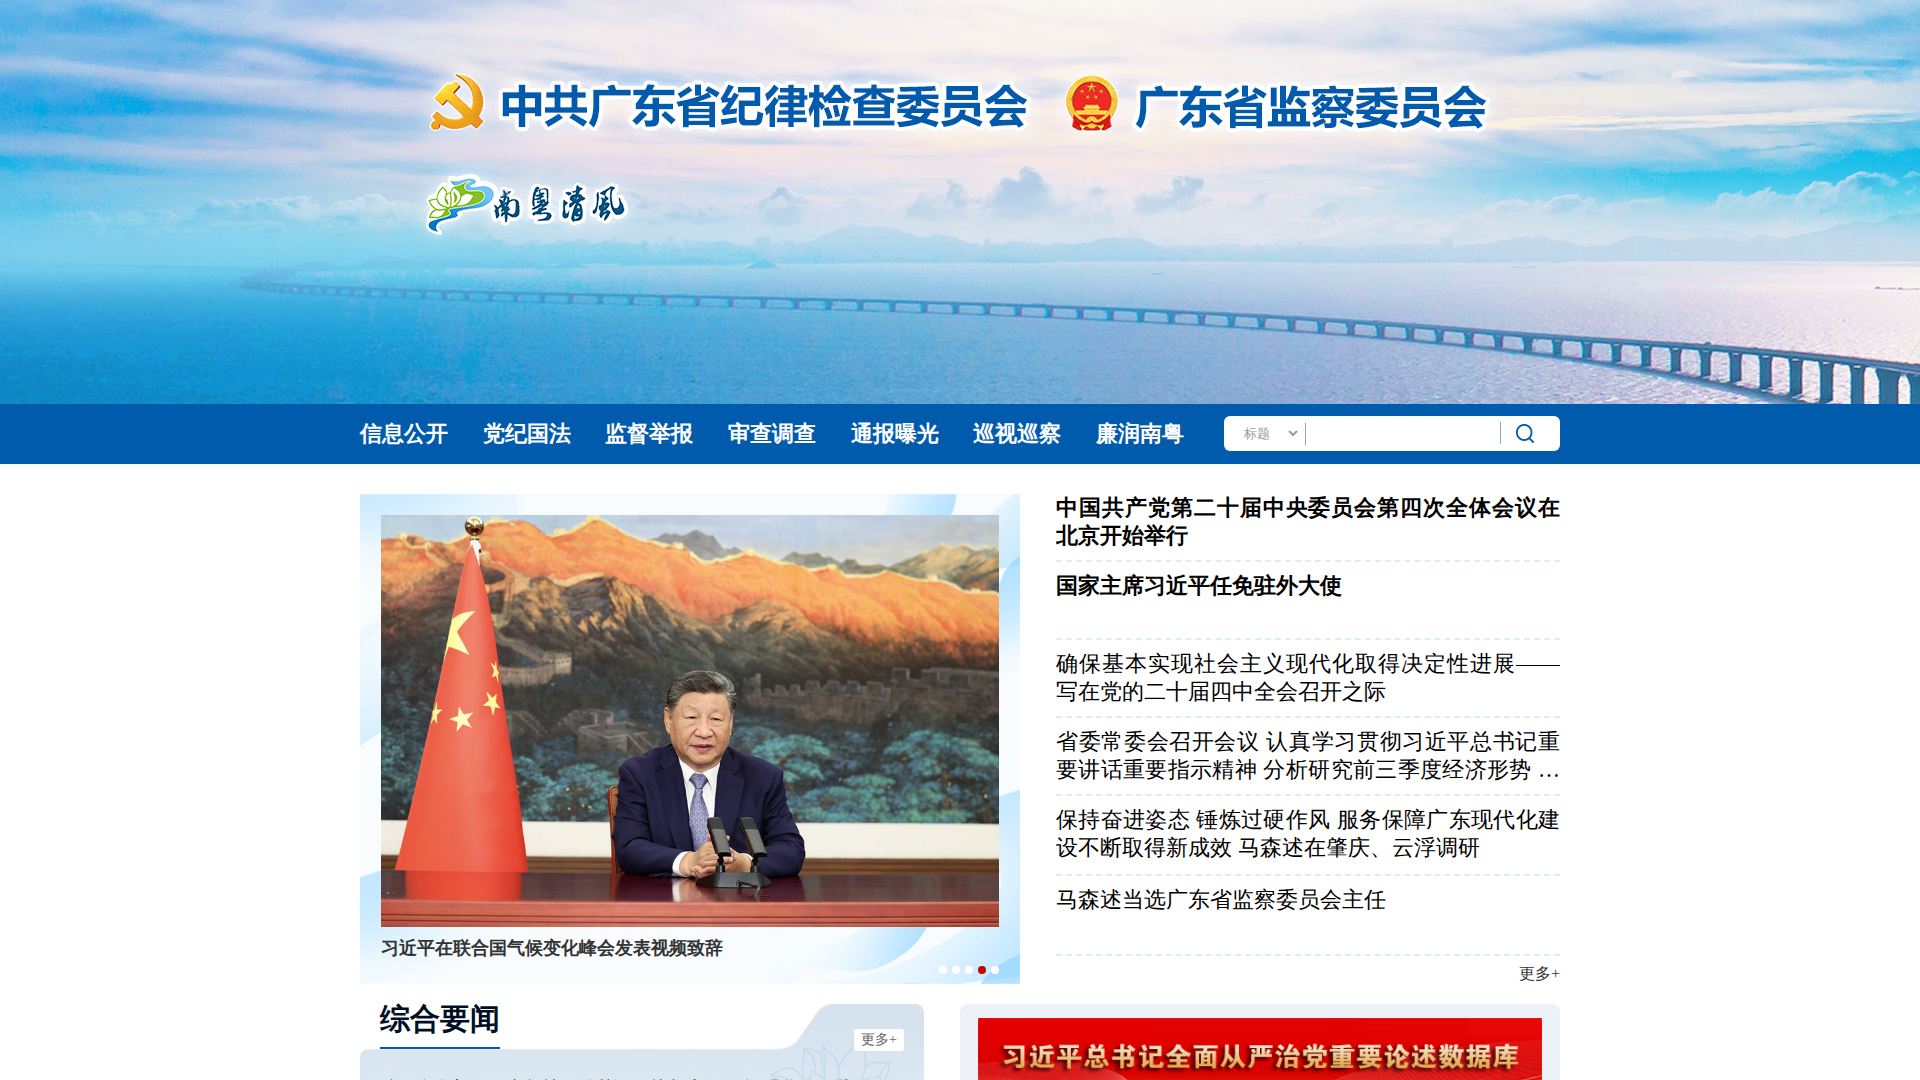 中共广东省纪律检查委员会 广东省监察委员会
南粤清风
信息公开 党纪国法 监督举报 审查调查 通报曝光 巡视巡察 廉润南粤 标题
中国共产党第二十届中央委员会第四次全体会议在
北京开始举行
国家主席习近平任免驻外大使
确保基本实现社会主义现代化取得决定性进展——
写在党的二十届四中全会召开之际
省委常委会召开会议 认真学习贯彻习近平总书记重
要讲话重要指示精神 分析研究前三季度经济形势 …
保持奋进姿态 锤炼过硬作风 服务保障广东现代化建
设不断取得新成效 马森述在肇庆、云浮调研
马森述当选广东省监察委员会主任
更多+
习近平在联合国气候变化峰会发表视频致辞
综合要闻
更多+
习近平总书记全面从严治党重要论述数据库